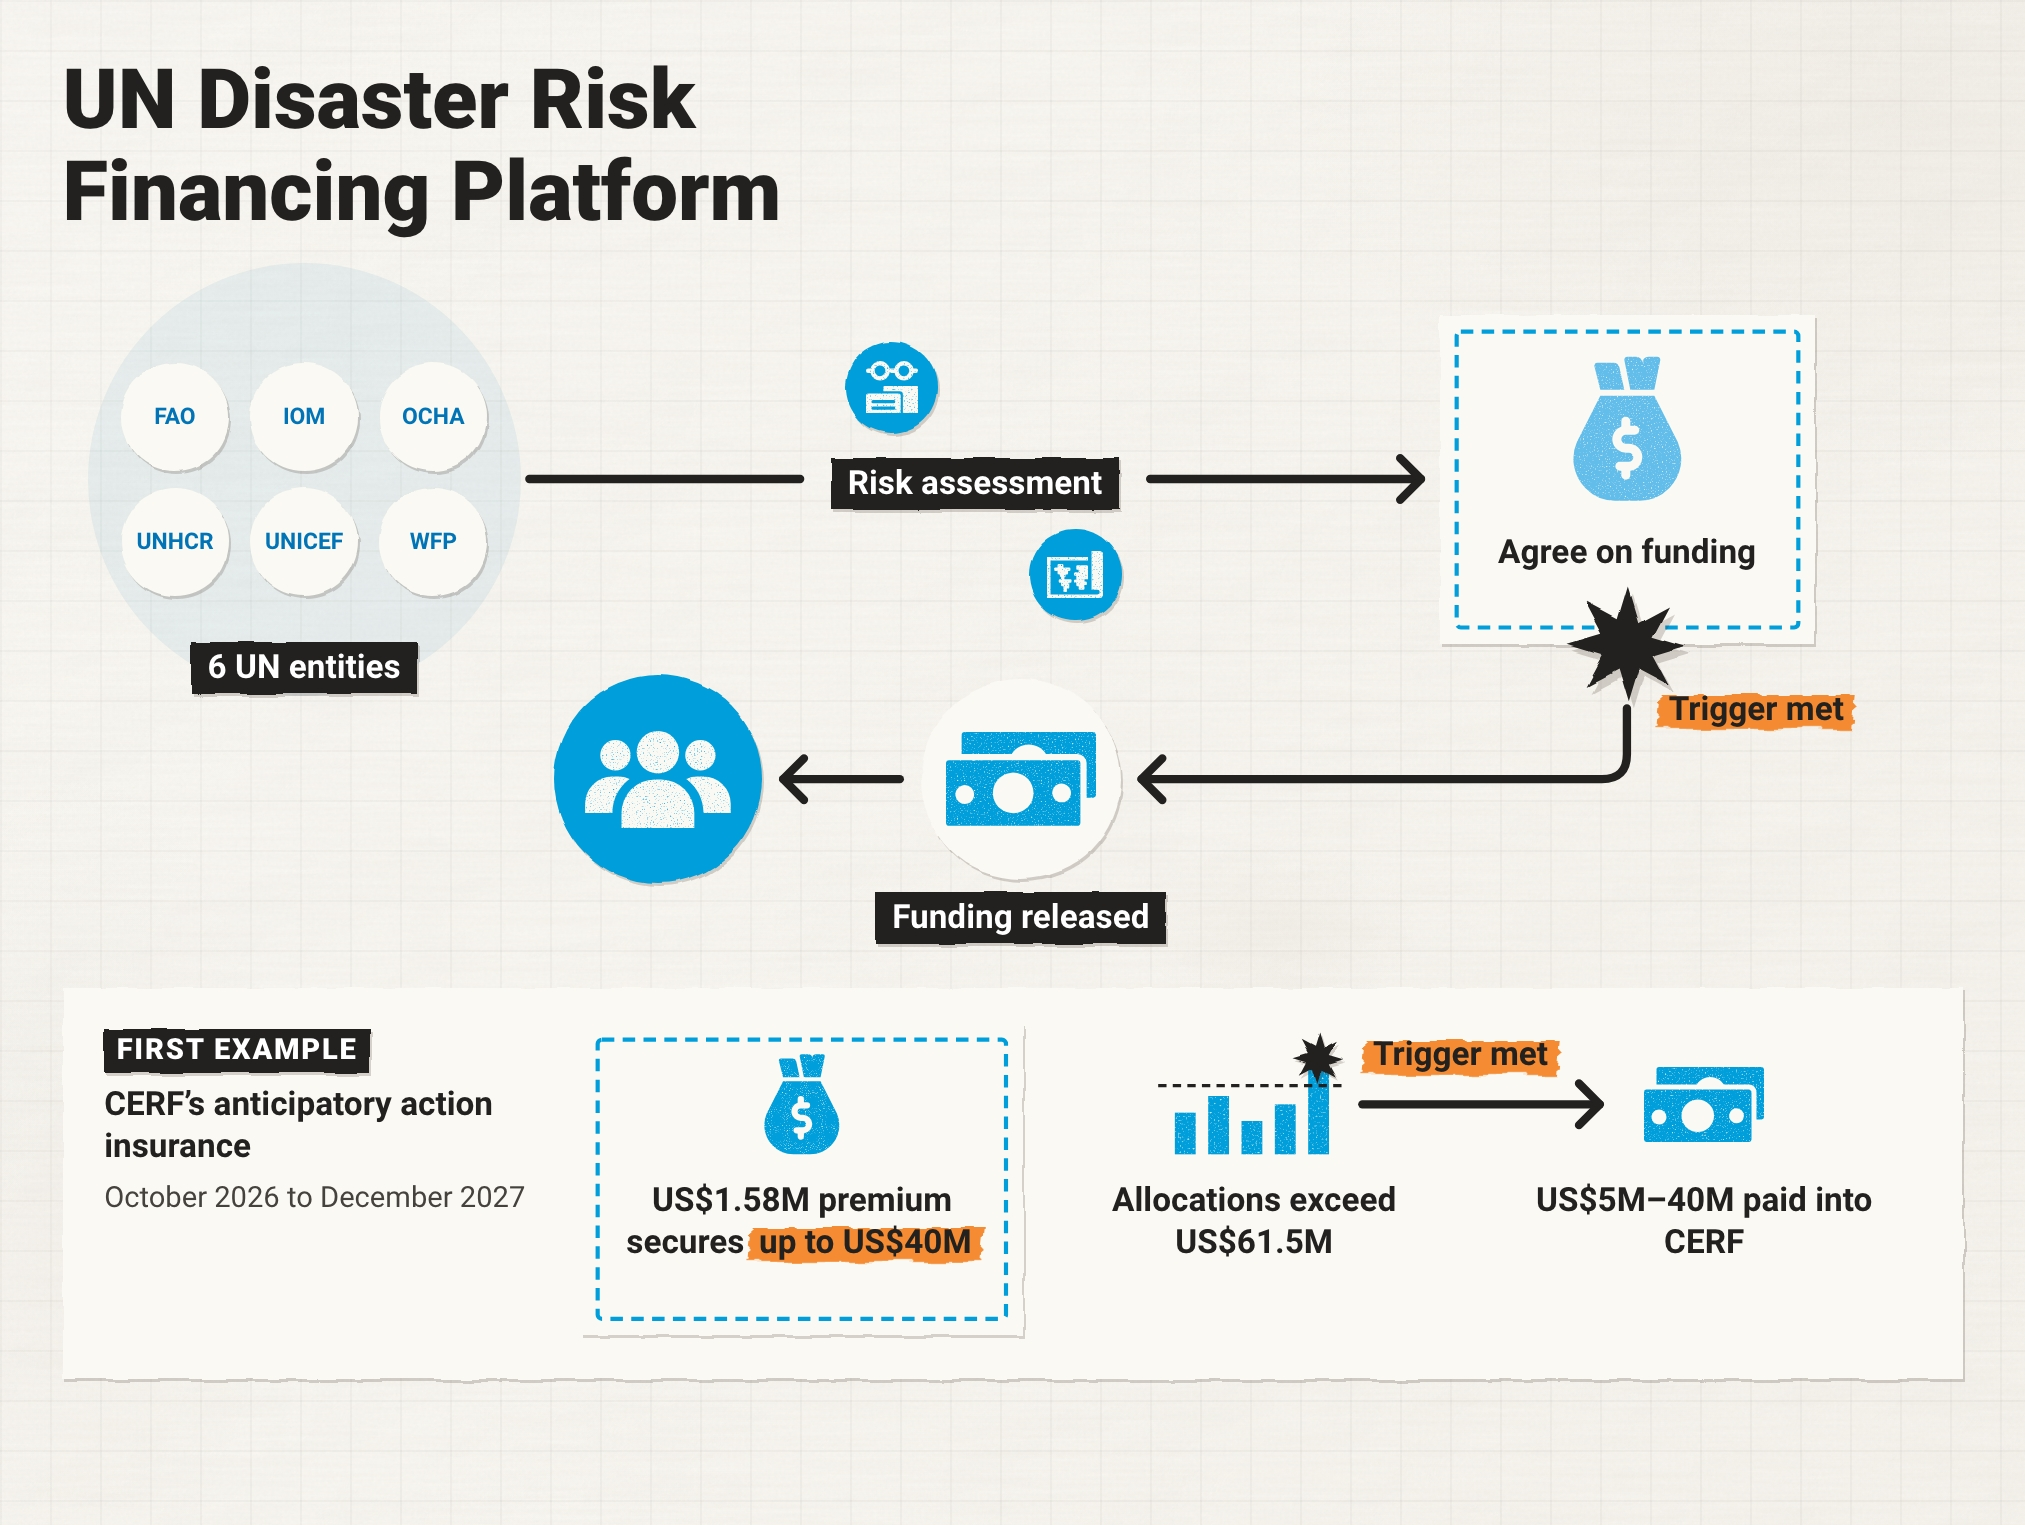 UN Disaster Risk
Financing Platform
FAO
IOM
OCHA
UNHCR
UNICEF
WFP
6 UN entities
Risk assessment
Agree on funding
Trigger met
Funding released
FIRST EXAMPLE
CERF’s anticipatory action
insurance
October 2026 to December 2027
US$1.58M premium
secures up to US$40M
Trigger met
Allocations exceed
US$61.5M
US$5M–40M paid into
CERF